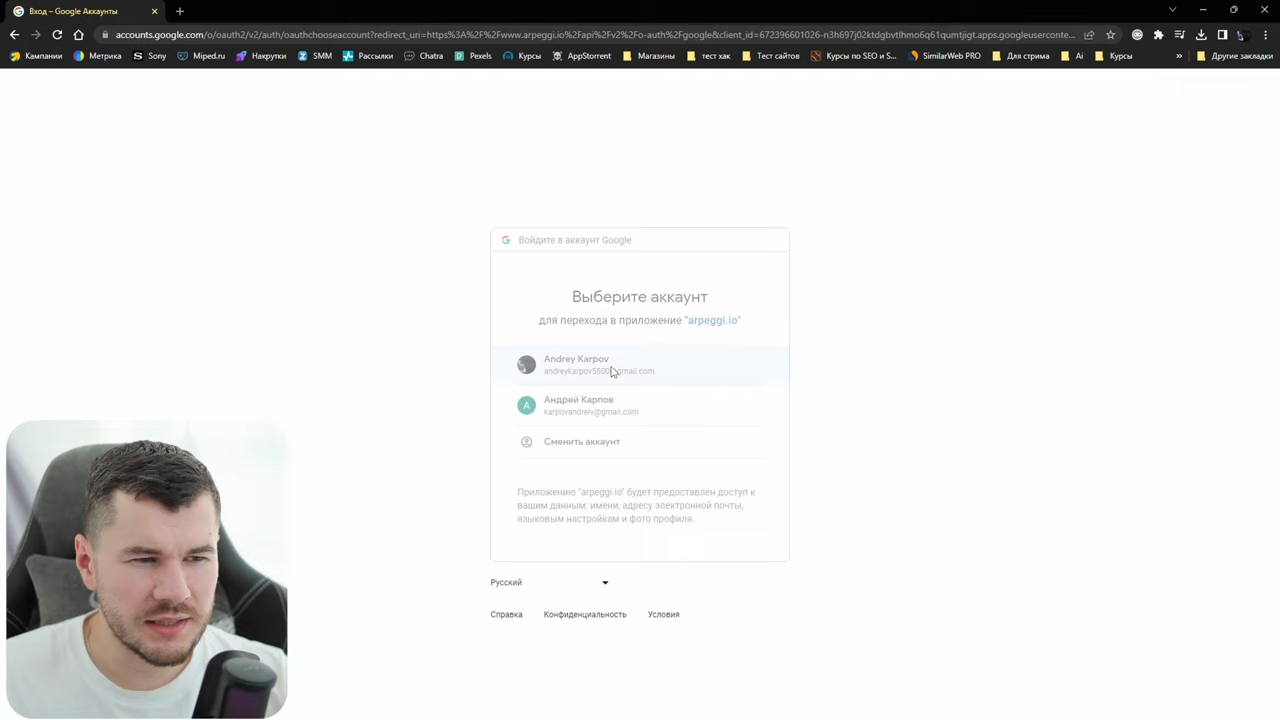 Вход – Google Аккаунты
accounts.google.com/o/oauth2/v2/auth/oauthchooseaccount?redirect_uri=https%3A%2F%2Fwww.arpeggi.io%2Fapi%2Fv2%2Fo-auth%2Fgoogle&client_id=672396601026-n3h697j02ktdgbvtlhmo6q61qumtjigt.apps.googleuserconte...
Кампании Метрика Sony Miped.ru Накрутки SMM Рассылки Chatra Pexels Курсы AppStorrent Магазины тест хак Тест сайтов Курсы по SEO и S... SimilarWeb PRO Для стрима Ai Курсы » Другие закладки
Войдите в аккаунт Google
Выберите аккаунт
для перехода в приложение "arpeggi.io"
Andrey Karpov
andreykarpov5800 gmail.com
A Андрей Карпов
karpovandreiv@gmail.com
Сменить аккаунт
Приложению "arpeggi.io" будет предоставлен доступ к
вашим данным: имени, адресу электронной почты,
языковым настройкам и фото профиля.
Русский
Справка Конфиденциальность Условия